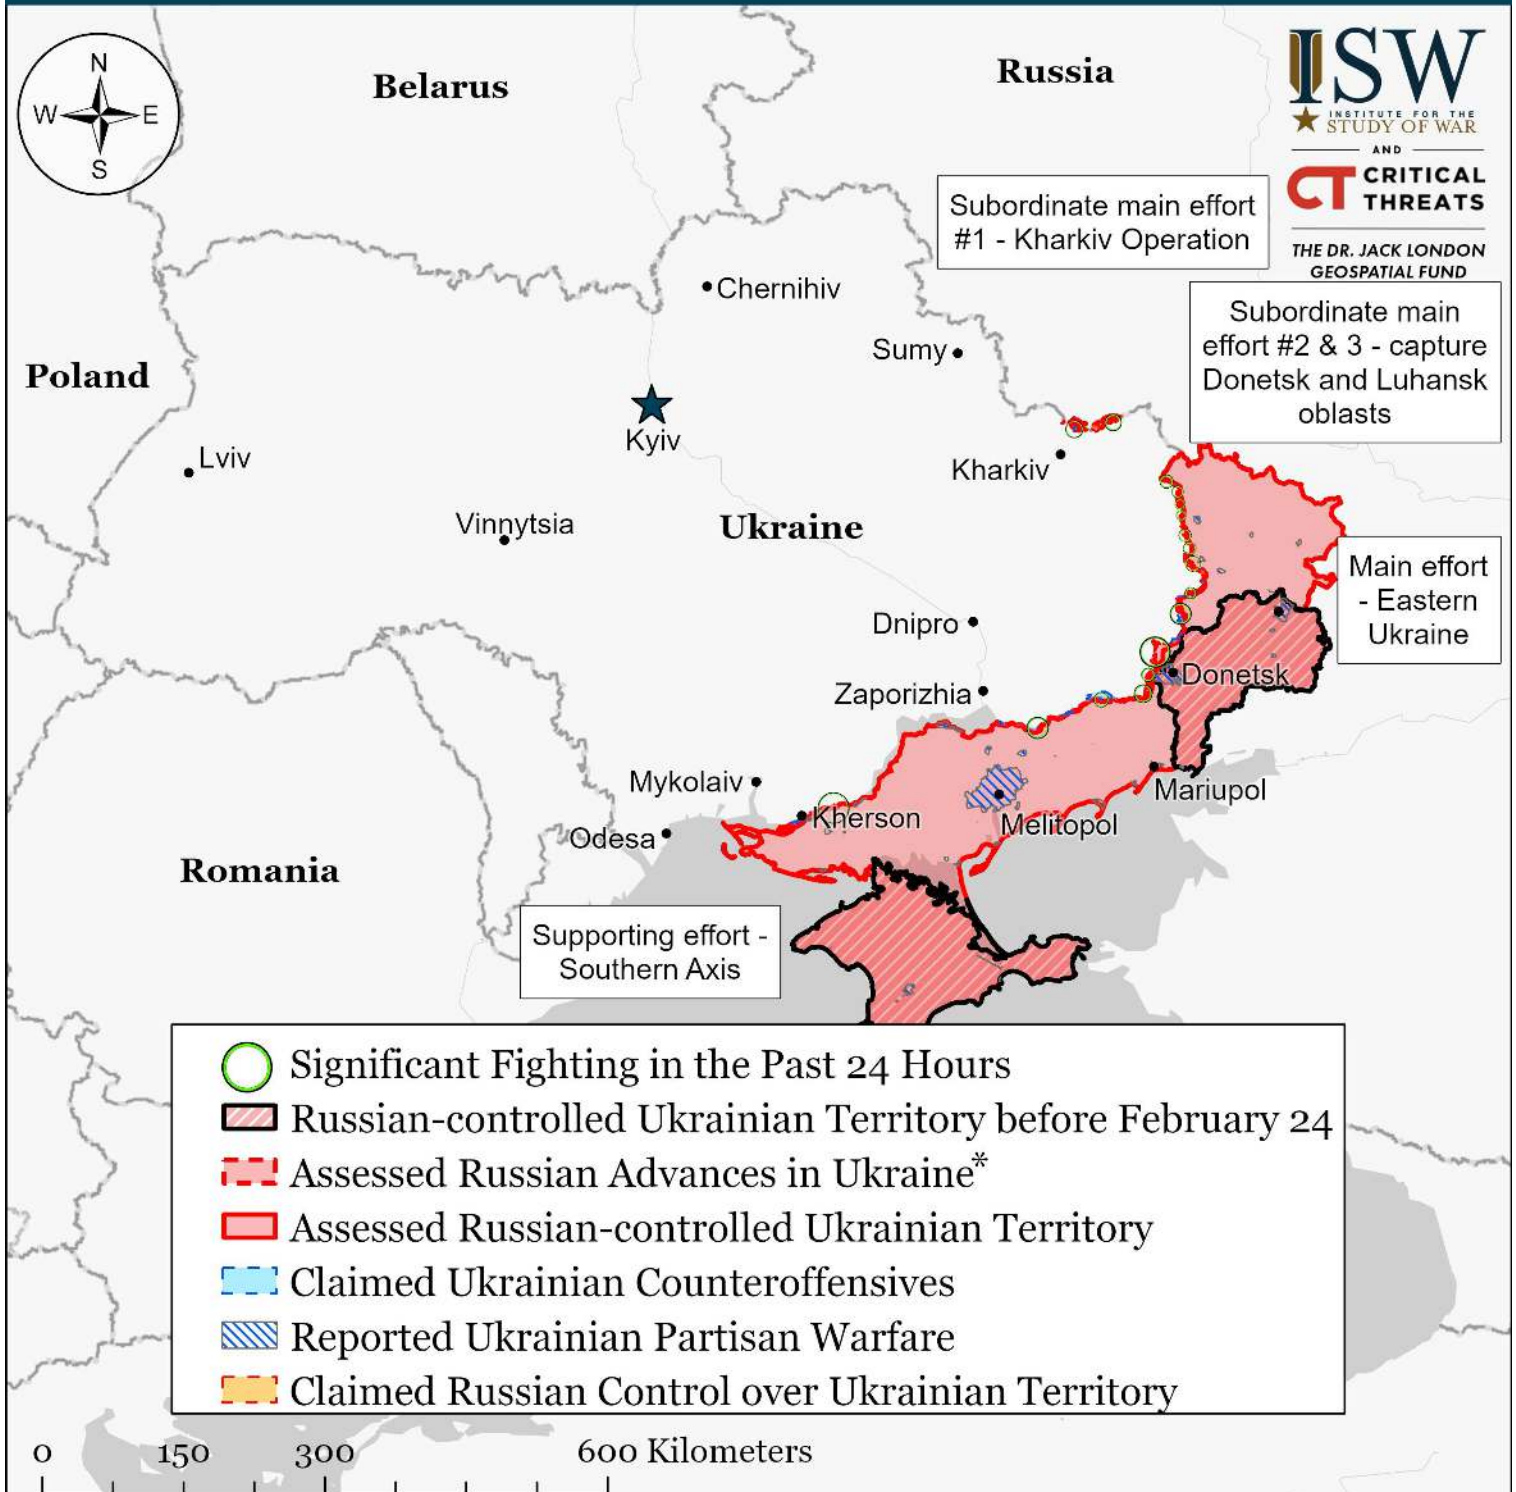 N
W
E
S
Belarus
Russia
ISW
INSTITUTE FOR THE
STUDY OF WAR
AND
CT CRITICAL
THREATS
THE DR. JACK LONDON
GEOSPATIAL FUND
Subordinate main effort
#1 - Kharkiv Operation
Subordinate main
effort #2 & 3 - capture
Donetsk and Luhansk
oblasts
Chernihiv
Sumy
Poland
Kyiv
Lviv
Kharkiv
Vinnytsia
Ukraine
Main effort
- Eastern
Ukraine
Dnipro
Donetsk
Zaporizhia
Mykolaiv
Mariupol
Kherson
Melitopol
Odesa
Romania
Supporting effort -
Southern Axis
Significant Fighting in the Past 24 Hours
Russian-controlled Ukrainian Territory before February 24
Assessed Russian Advances in Ukraine*
Assessed Russian-controlled Ukrainian Territory
Claimed Ukrainian Counteroffensives
Reported Ukrainian Partisan Warfare
Claimed Russian Control over Ukrainian Territory
0 150 300 600 Kilometers